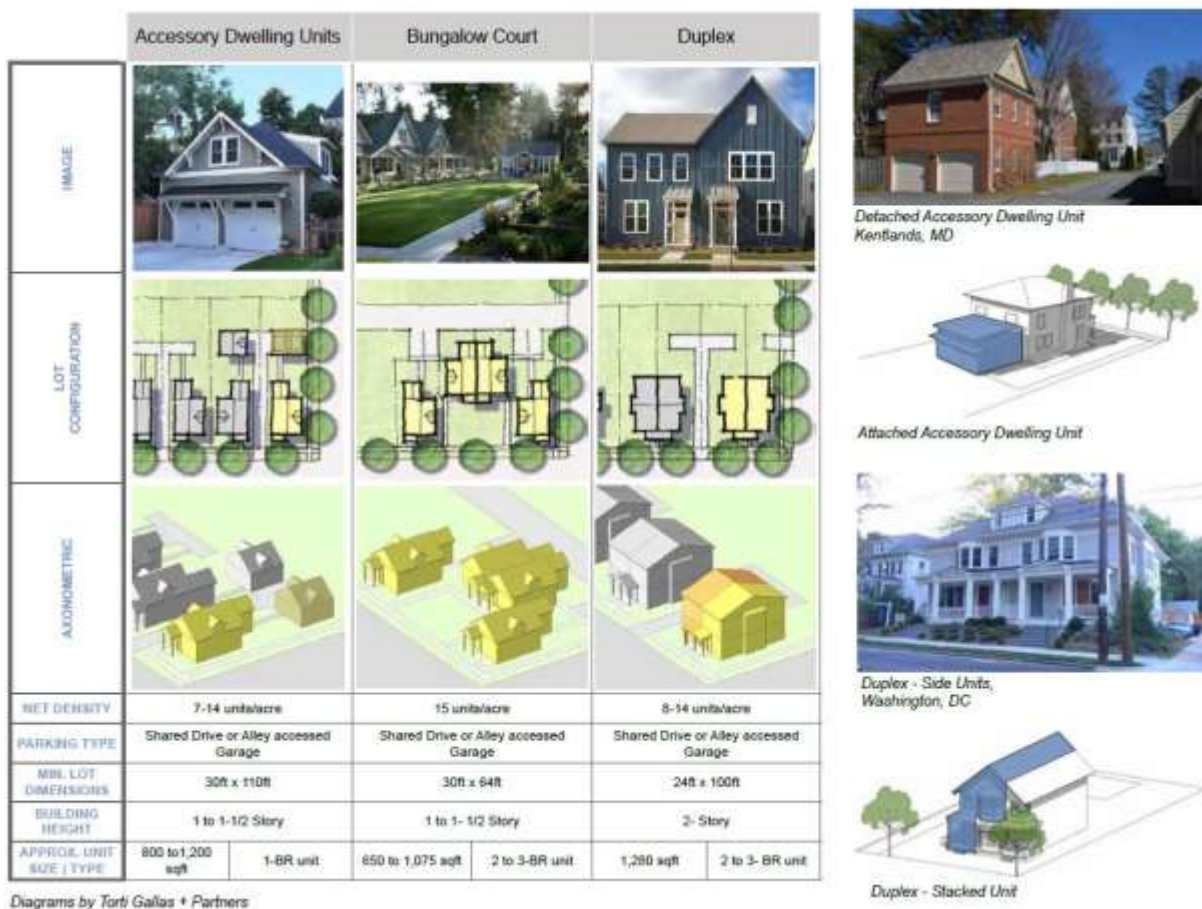 Accessory Dwelling Units
Bungalow Court
Duplex
IMAGE
LOT
CONFIGURATION
AXONOMETRIC
NET DENSITY
7-14 units/acre
15 units/acre
8-14 units/acre
PARKING TYPE
Shared Drive or Alley accessed
Garage
Shared Drive or Alley accessed
Garage
Shared Drive or Alley accessed
Garage
MIN. LOT
DIMENSIONS
30ft x 110ft
30ft x 64ft
24ft x 100ft
BUILDING
HEIGHT
1 to 1-1/2 Story
1 to 1- 1/2 Story
2- Story
APPROX. UNIT
SIZE | TYPE
800 to1,200
sqft
1-BR unit
850 to 1,075 sqft
2 to 3-BR unit
1,280 sqft
2 to 3- BR unit
Diagrams by Torti Gallas + Partners
Detached Accessory Dwelling Unit
Kentlands, MD
Attached Accessory Dwelling Unit
Duplex - Side Units,
Washington, DC
Duplex - Stacked Unit